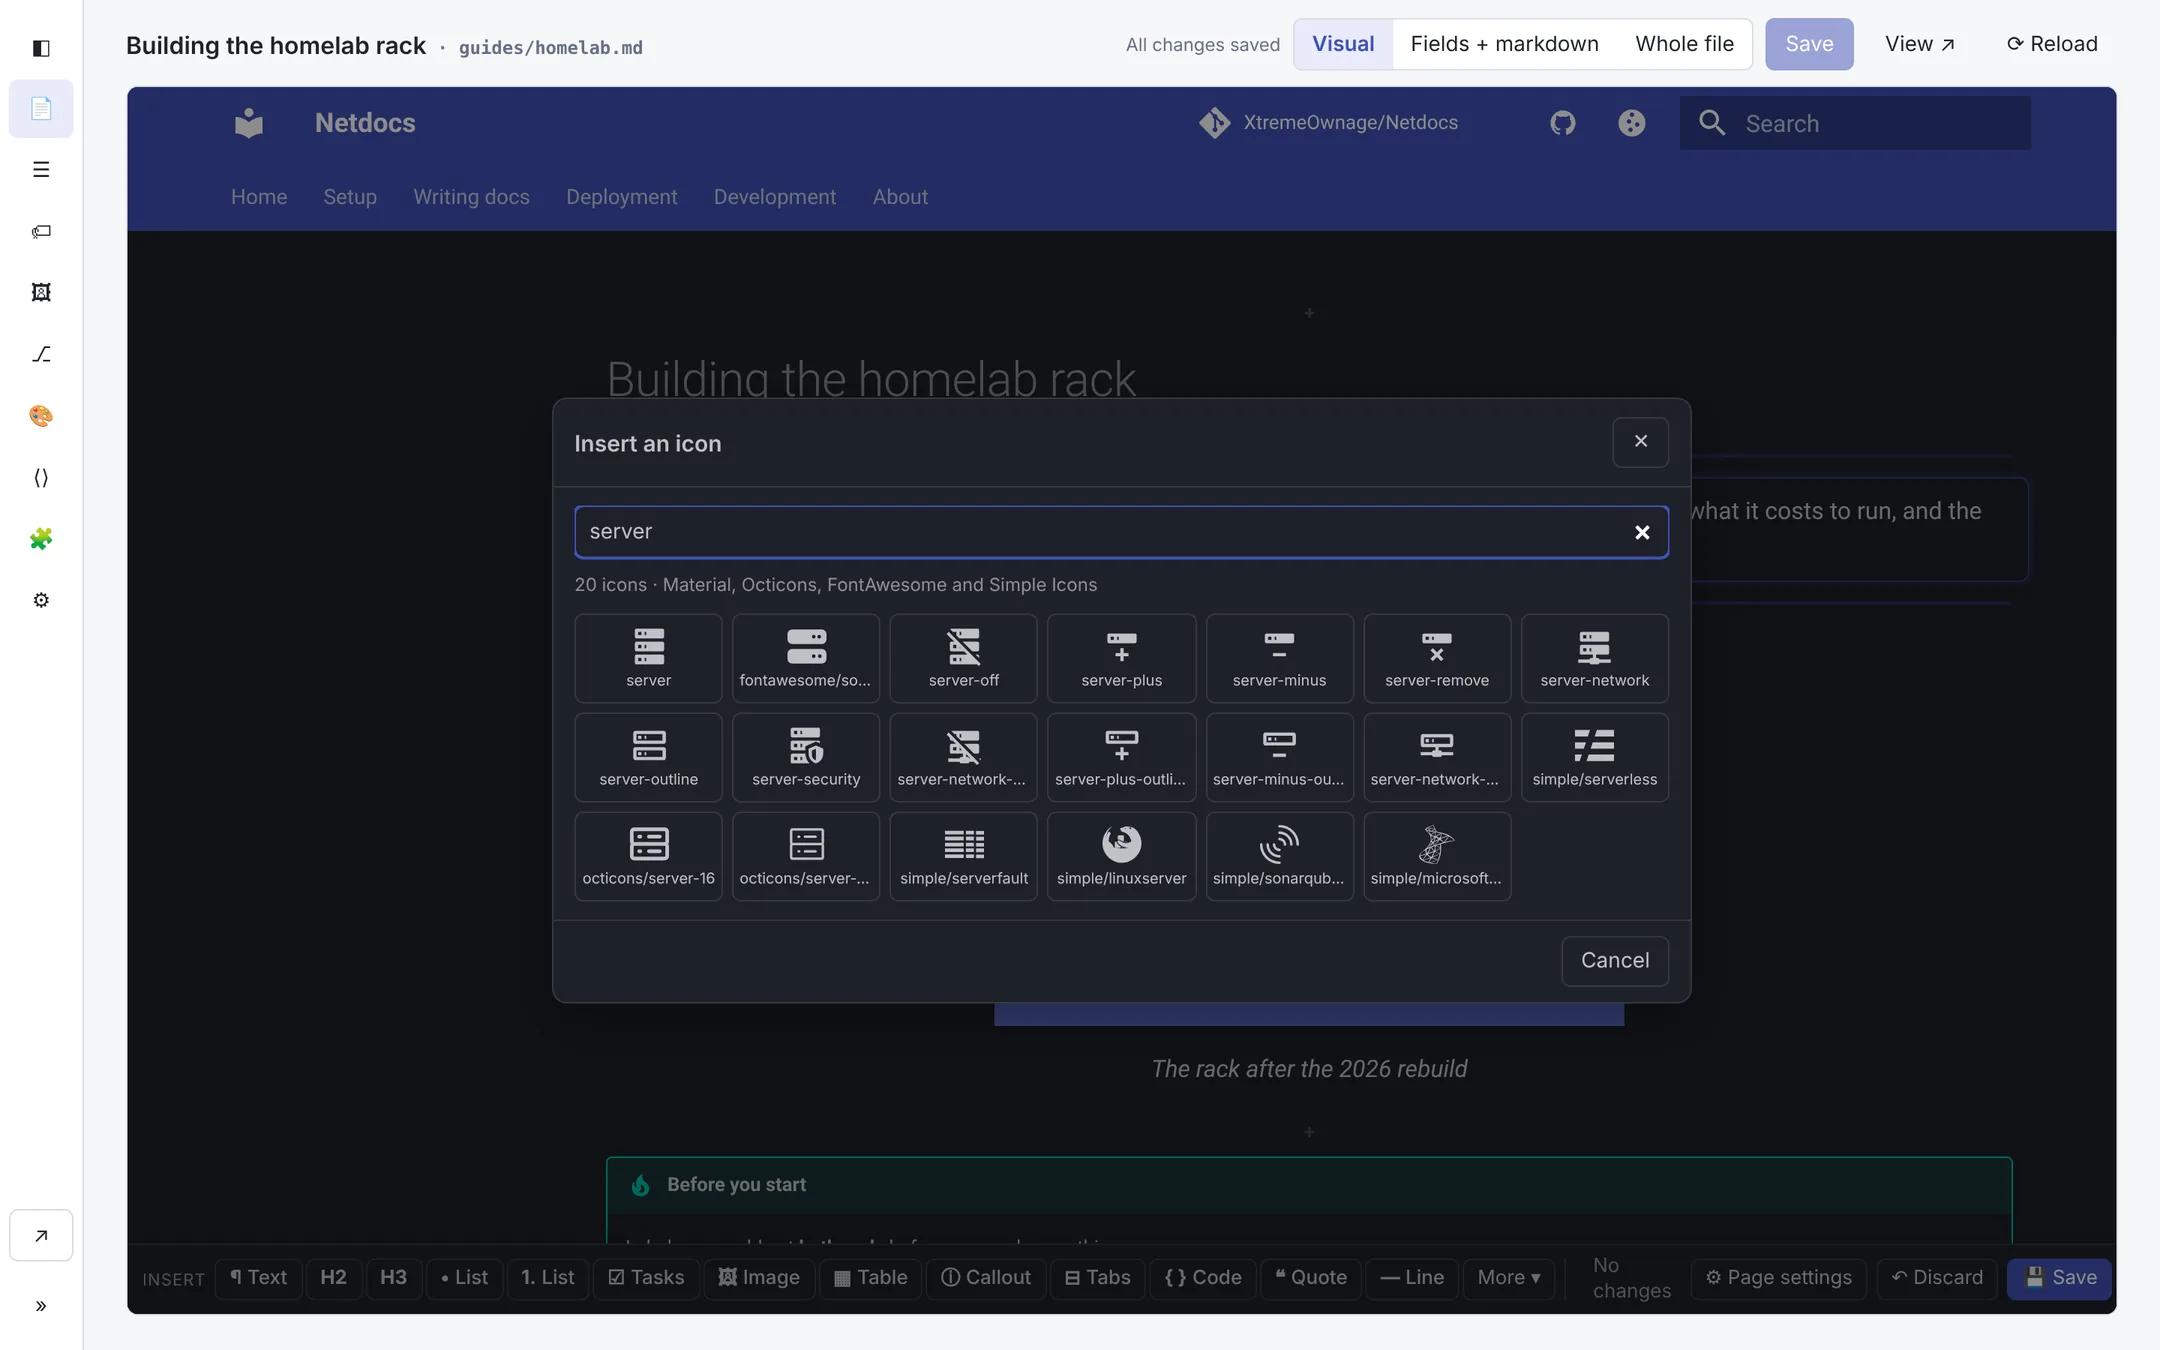 Building the homelab rack · guides/homelab.md
All changes saved
Visual
Fields + markdown
Whole file
Save
View ↗
⟳ Reload
Netdocs
XtremeOwnage/Netdocs
Search
Home
Setup
Writing docs
Deployment
Development
About
Building the homelab rack
what it costs to run, and the
Insert an icon
server
20 icons · Material, Octicons, FontAwesome and Simple Icons
server
fontawesome/so...
server-off
server-plus
server-minus
server-remove
server-network
server-outline
server-security
server-network-...
server-plus-outli...
server-minus-ou...
server-network-...
simple/serverless
octicons/server-16
octicons/server-...
simple/serverfault
simple/linuxserver
simple/sonarqub...
simple/microsoft...
Cancel
The rack after the 2026 rebuild
Before you start
INSERT
¶ Text
H2
H3
• List
1. List
☑ Tasks
Image
Table
ⓘ Callout
Tabs
{ } Code
❝ Quote
— Line
More ▾
No changes
⚙ Page settings
↶ Discard
Save